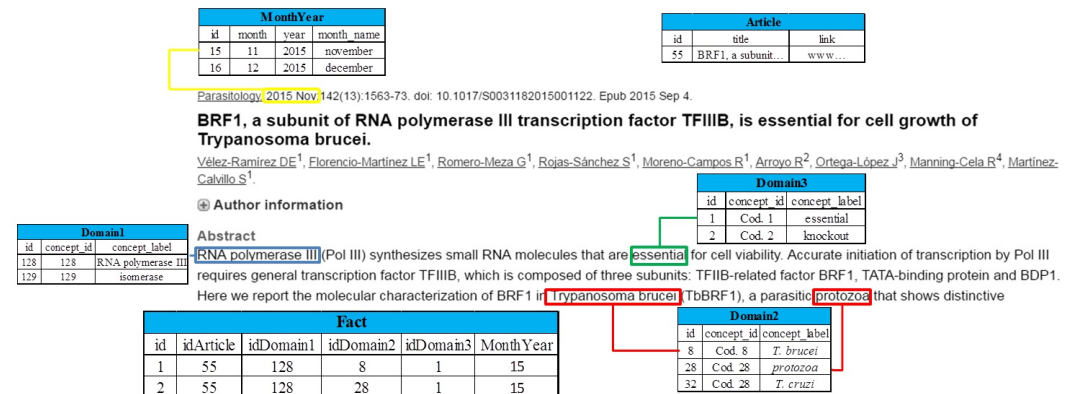 MonthYear
id month year month_name
15 11 2015 november
16 12 2015 december
Article
id title link
55 BRF1, a subunit... www...
Parasitology. 2015 Nov;142(13):1563-73. doi: 10.1017/S0031182015001122. Epub 2015 Sep 4.
BRF1, a subunit of RNA polymerase III transcription factor TFIIIB, is essential for cell growth of
Trypanosoma brucei.
Vélez-Ramírez DE1, Florencio-Martínez LE1, Romero-Meza G1, Rojas-Sánchez S1, Moreno-Campos R1, Arroyo R2, Ortega-López J3, Manning-Cela R4, Martínez-
Calvillo S1.
Author information
Domain3
id concept_id concept_label
1 Cod. 1 essential
2 Cod. 2 knockout
Domain1
id concept_id concept_label
128 128 RNA polymerase III
129 129 isomerase
Abstract
RNA polymerase III (Pol III) synthesizes small RNA molecules that are essential for cell viability. Accurate initiation of transcription by Pol III
requires general transcription factor TFIIIB, which is composed of three subunits: TFIIB-related factor BRF1, TATA-binding protein and BDP1.
Here we report the molecular characterization of BRF1 in Trypanosoma brucei (TbBRF1), a parasitic protozoa that shows distinctive
Domain2
id concept_id concept_label
8 Cod. 8 T. brucei
28 Cod. 28 protozoa
32 Cod. 28 T. cruzi
Fact
id idArticle idDomain1 idDomain2 idDomain3 MonthYear
1 55 128 8 1 15
2 55 128 28 1 15